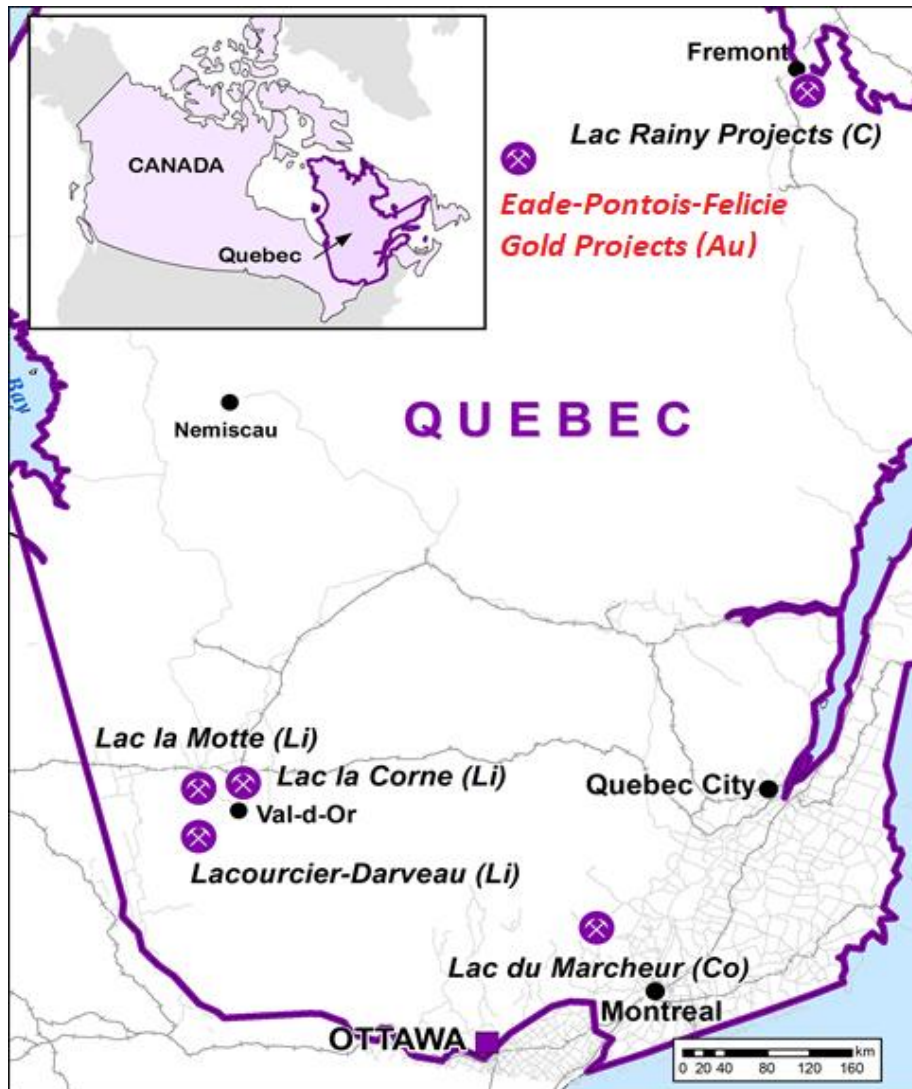 CANADA
Quebec
Fremont
Lac Rainy Projects (C)
Eade-Pontois-Felicie
Gold Projects (Au)
Bay
Nemiscau
QUEBEC
Lac la Motte (Li)
Lac la Corne (Li)
Val-d-Or
Lacourcier-Darveau (Li)
Quebec City
Lac du Marcheur (Co)
Montreal
OTTAWA
km
0 20 40 80 120 160